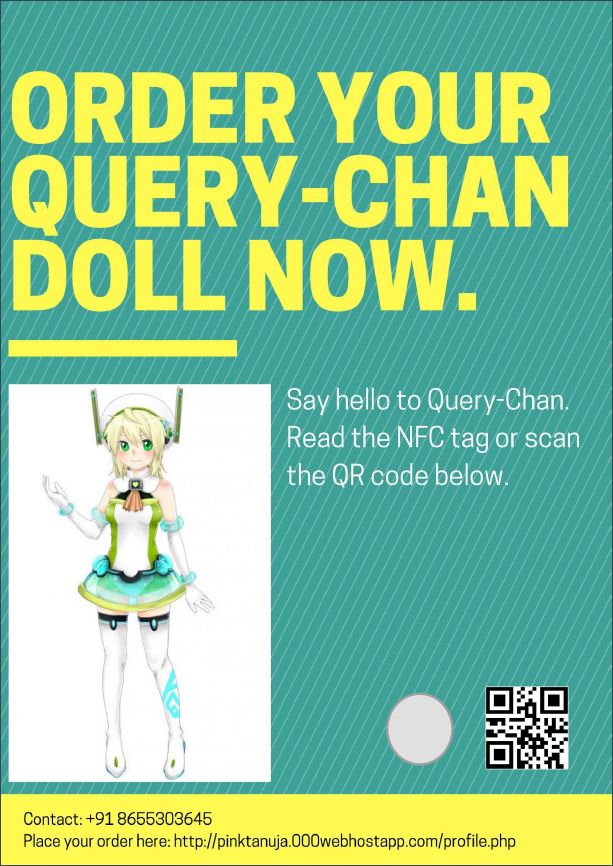 ORDER YOUR
QUERY-CHAN
DOLL NOW.
Say hello to Query-Chan.
Read the NFC tag or scan
the QR code below.
Contact: +91 8655303645
Place your order here: http://pinktanuja.000webhostapp.com/profile.php